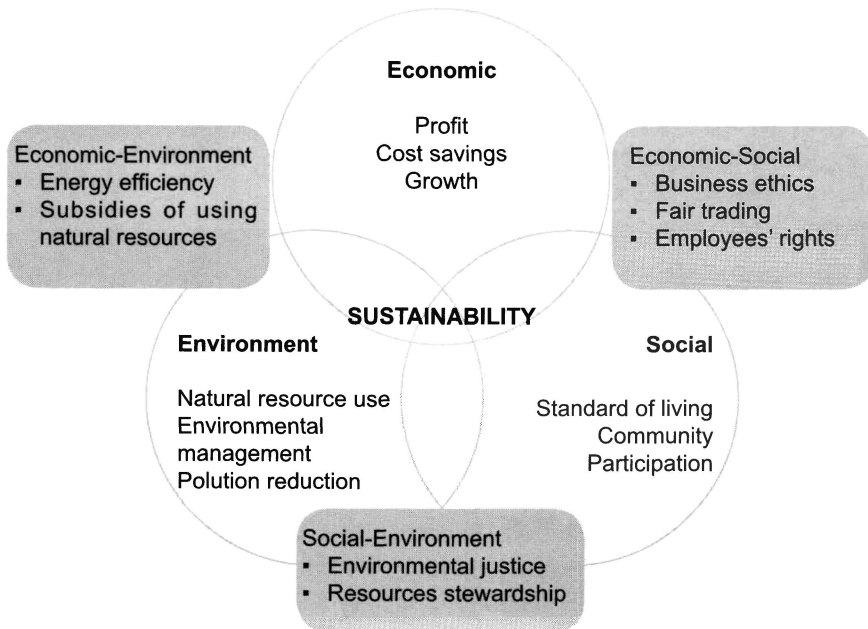 Economic
Profit
Cost savings
Growth
Economic-Environment
▪ Energy efficiency
▪ Subsidies of using
natural resources
Economic-Social
▪ Business ethics
▪ Fair trading
▪ Employees' rights
SUSTAINABILITY
Environment
Natural resource use
Environmental
management
Polution reduction
Social
Standard of living
Community
Participation
Social-Environment
▪ Environmental justice
▪ Resources stewardship